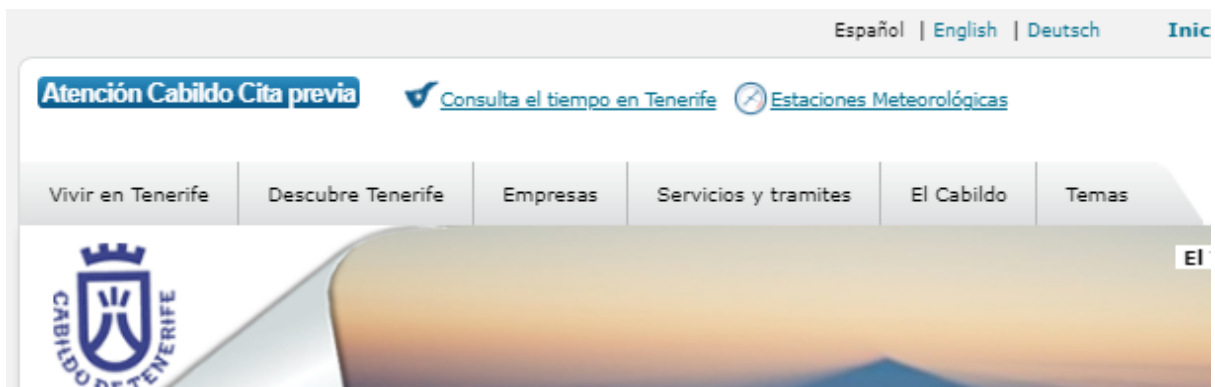 Español | English | Deutsch
Atención Cabildo Cita previa Consulta el tiempo en Tenerife Estaciones Meteorológicas
Vivir en Tenerife Descubre Tenerife Empresas Servicios y tramites El Cabildo Temas
El
CABILDO DE TENERIFE